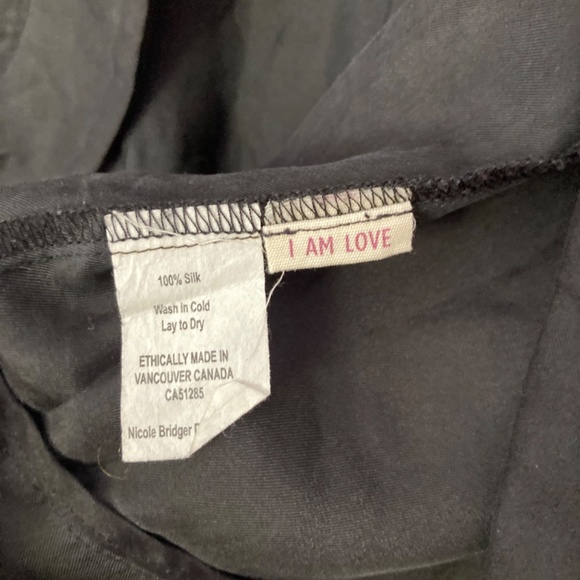 I AM LOVE
100% Silk
Wash in Cold
Lay to Dry
ETHICALLY MADE IN
VANCOUVER CANADA
CA51285
Nicole Bridger